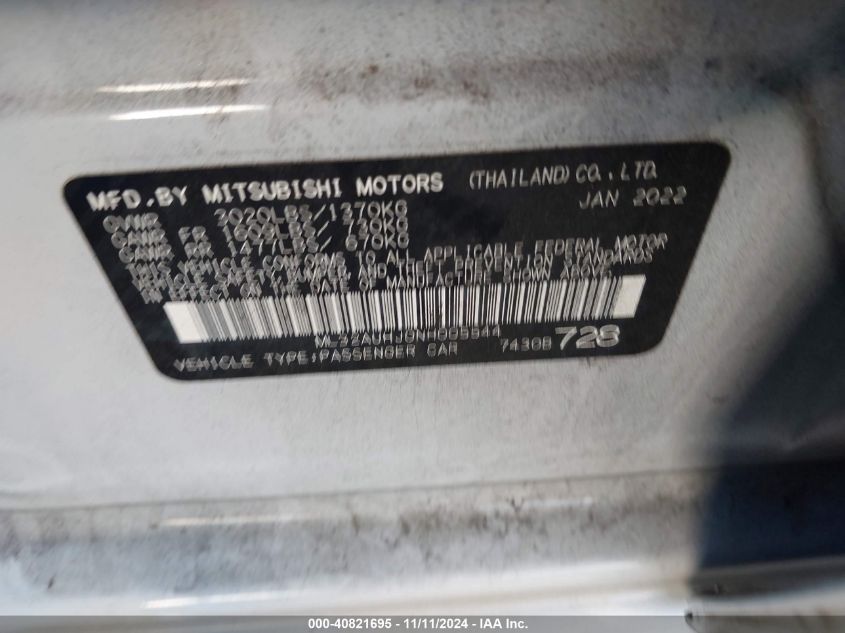 MFD.BY MITSUBISHI MOTORS (THAILAND) CO., LTD.
JAN 2022
GVWR 3020LBS/1370KG
GAWR FR 1609LBS/ 730KG
GAWR RR 1477LBS/ 670KG
THIS VEHICLE CONFORMS TO ALL APPLICABLE FEDERAL MOTOR
VEHICLE SAFETY, BUMPER, AND THEFT PREVENTION STANDARDS
IN EFFECT ON THE DATE OF MANUFACTURE SHOWN ABOVE.
VEHICLE TYPE:PASSENGER CAR 7430B 728
000-40821695 - 11/11/2024 - IAA Inc.